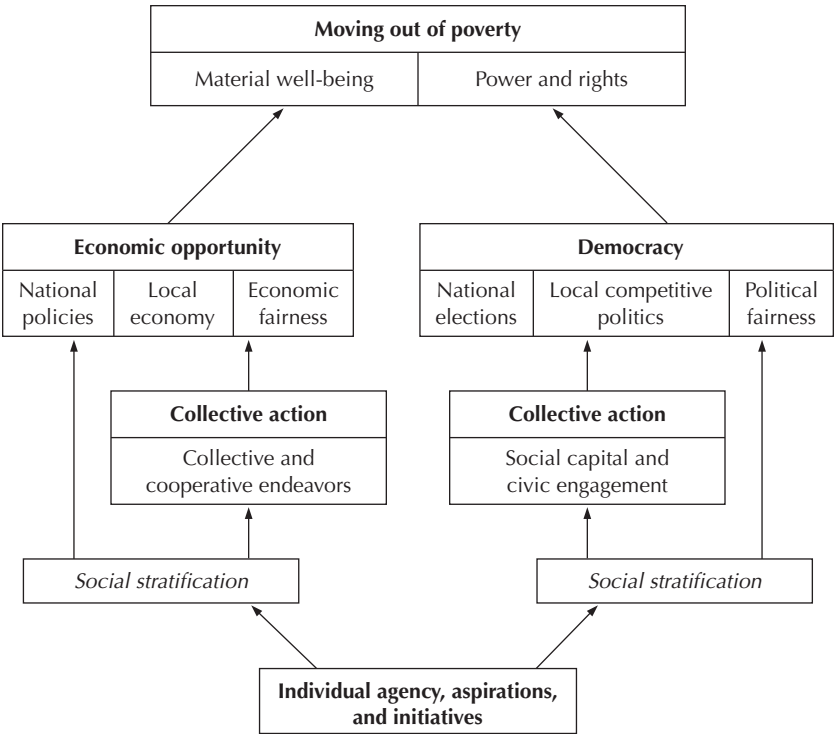 Moving out of poverty
Material well-being
Power and rights
Economic opportunity
National
policies
Local
economy
Economic
fairness
Democracy
National
elections
Local competitive
politics
Political
fairness
Collective action
Collective and
cooperative endeavors
Collective action
Social capital and
civic engagement
Social stratification
Social stratification
Individual agency, aspirations,
and initiatives